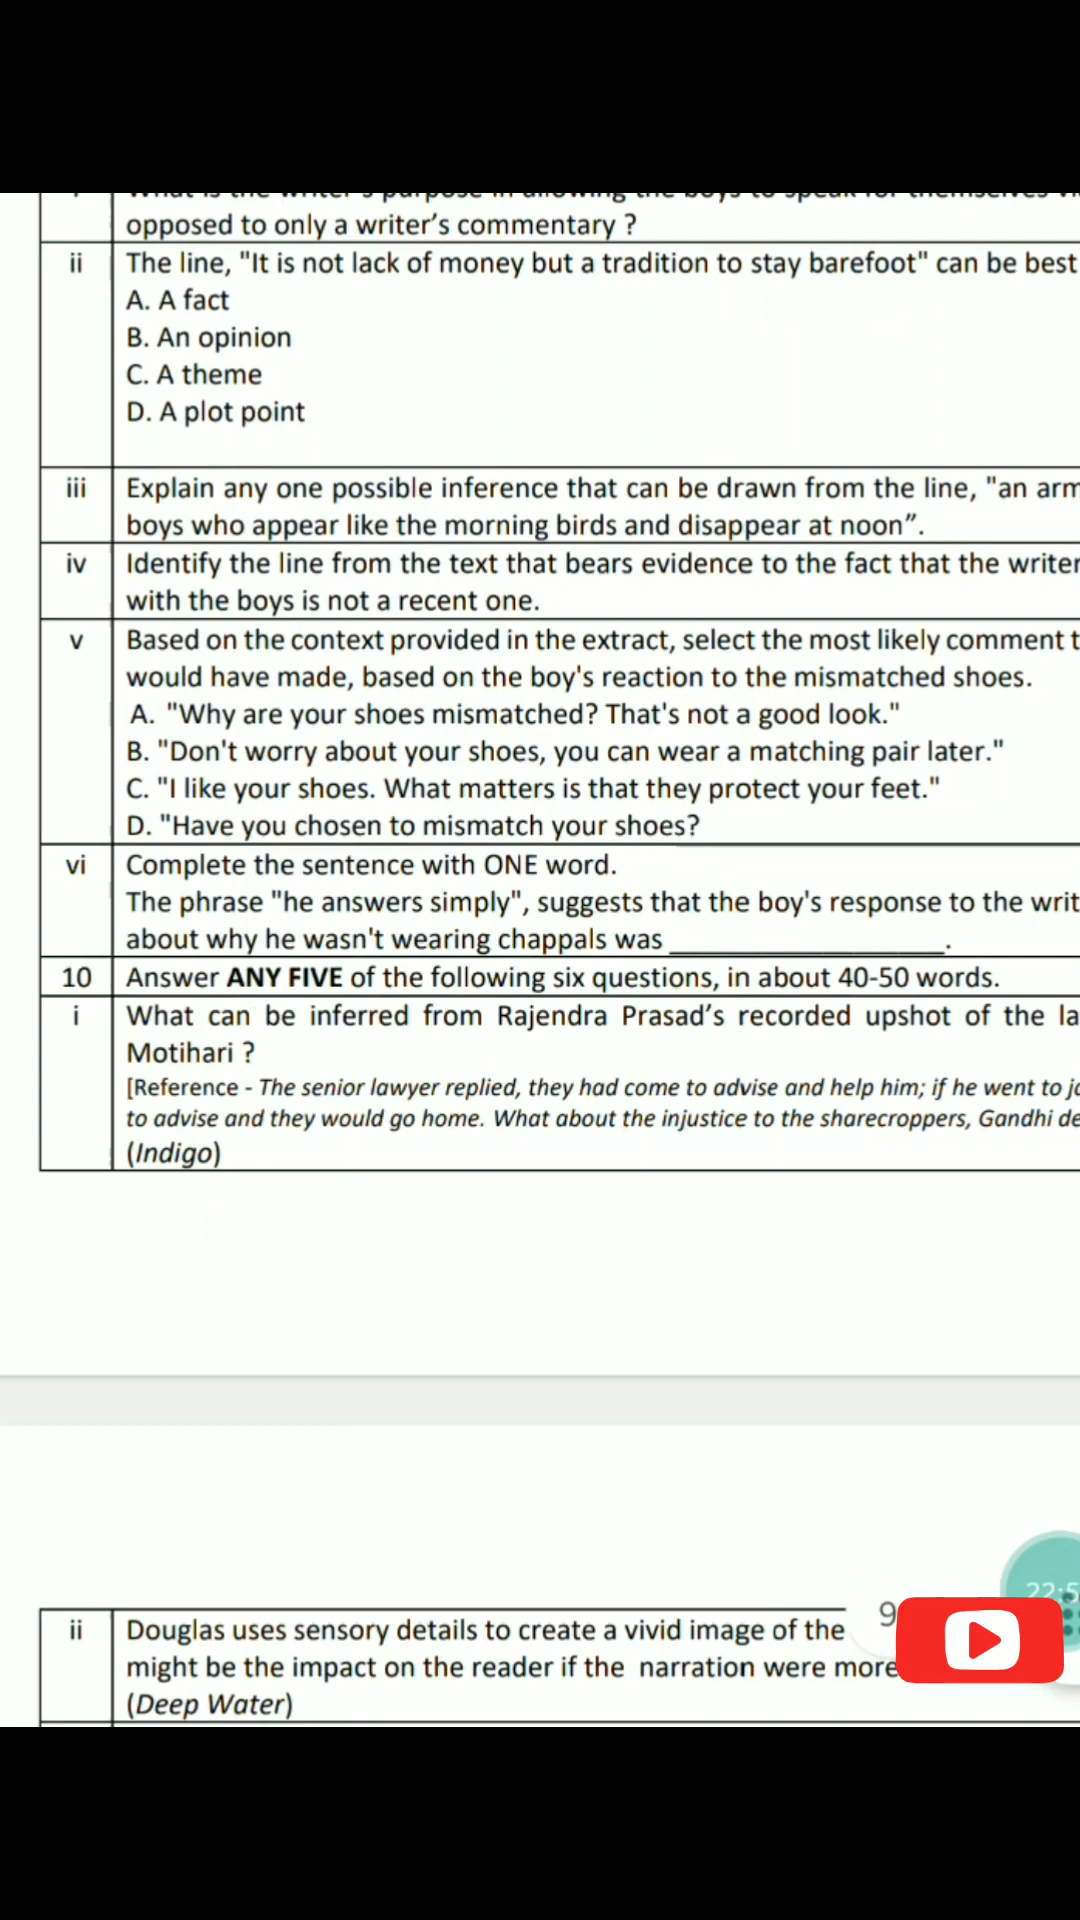 opposed to only a writer's commentary ?
ii The line, "It is not lack of money but a tradition to stay barefoot" can be best
A. A fact
B. An opinion
C. A theme
D. A plot point
iii Explain any one possible inference that can be drawn from the line, "an
boys who appear like the morning birds and disappear at noon”.
iv Identify the line from the text that bears evidence to the fact that the writer
with the boys is not a recent one.
v Based on the context provided in the extract, select the most likely comment
would have made, based on the boy's reaction to the mismatched shoes.
A. "Why are your shoes mismatched? That's not a good look."
B. "Don't worry about your shoes, you can wear a matching pair later."
C. "I like your shoes. What matters is that they protect your feet."
D. "Have you chosen to mismatch your shoes?
vi Complete the sentence with ONE word.
The phrase "he answers simply", suggests that the boy's response to the
about why he wasn't wearing chappals was ____________________.
10 Answer ANY FIVE of the following six questions, in about 40-50 words.
i What can be inferred from Rajendra Prasad’s recorded upshot of the
Motihari ?
[Reference - The senior lawyer replied, they had come to advise and help him; if he went to
to advise and they would go home. What about the injustice to the sharecroppers, Gandhi
(Indigo)
ii Douglas uses sensory details to create a vivid image of the
might be the impact on the reader if the narration were more
(Deep Water)
9